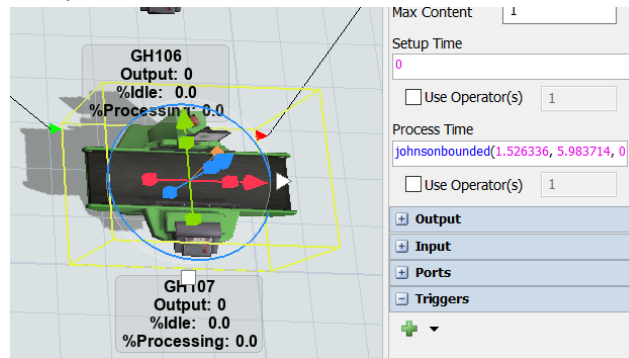 GH106
Output: 0
%Idle: 0.0
%Processing: 0.0
GH107
Output: 0
%Idle: 0.0
%Processing: 0.0
Max Content 1
Setup Time
0
Use Operator(s) 1
Process Time
johnsonbounded(1.526336, 5.983714, 0
Use Operator(s) 1
Output
Input
Ports
Triggers